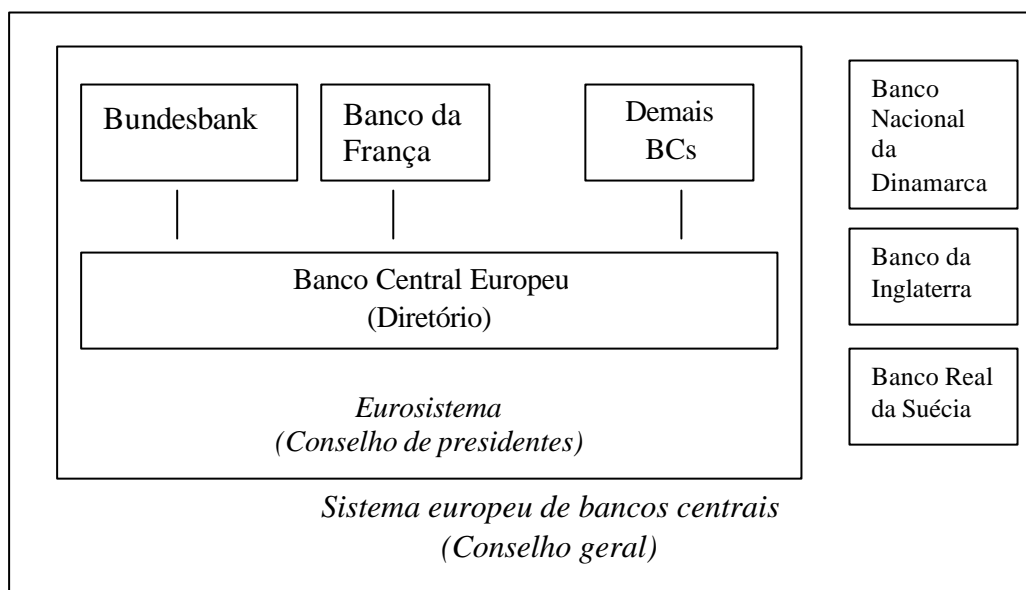 Bundesbank
Banco da
França
Demais
BCs
Banco Central Europeu
(Diretório)
Eurosistema
(Conselho de presidentes)
Sistema europeu de bancos centrais
(Conselho geral)
Banco
Nacional
da
Dinamarca
Banco da
Inglaterra
Banco Real
da Suécia